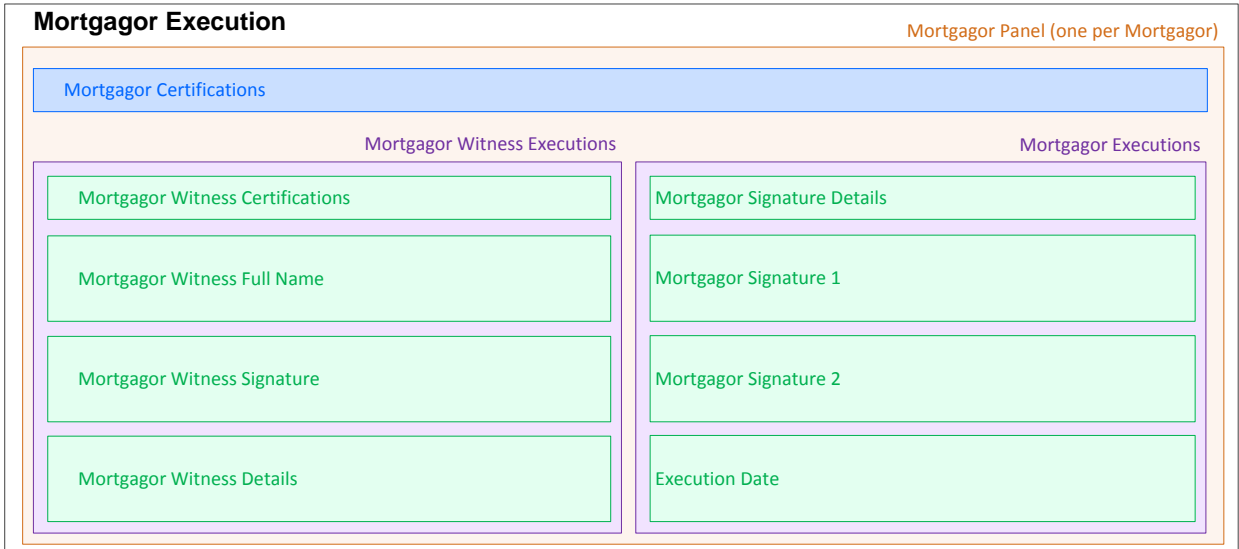 Mortgagor Execution
Mortgagor Panel (one per Mortgagor)
Mortgagor Certifications
Mortgagor Witness Executions
Mortgagor Witness Certifications
Mortgagor Witness Full Name
Mortgagor Witness Signature
Mortgagor Witness Details
Mortgagor Executions
Mortgagor Signature Details
Mortgagor Signature 1
Mortgagor Signature 2
Execution Date